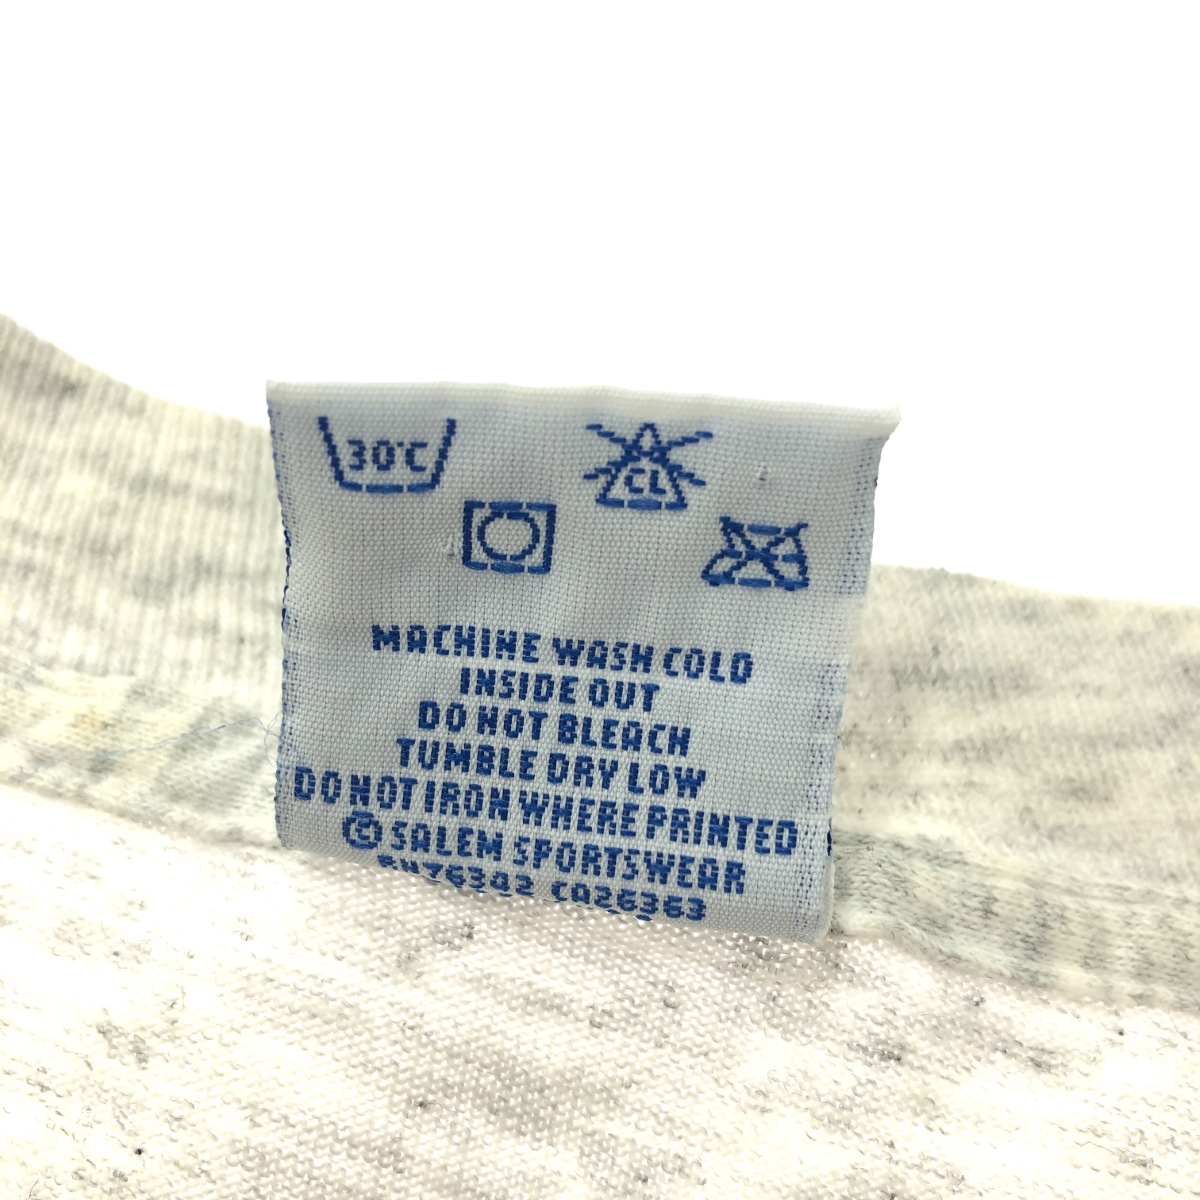 30°C
CL
MACHINE WASH COLD
INSIDE OUT
DO NOT BLEACH
TUMBLE DRY LOW
DO NOT IRON WHERE PRINTED
© SALEM SPORTSWEAR
RN76342 CA26363